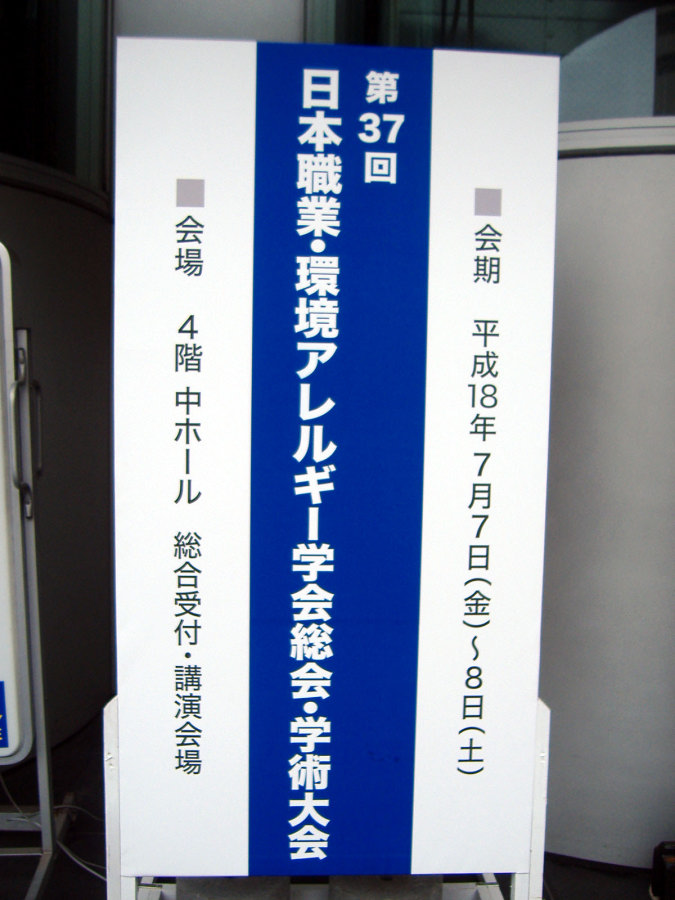 ■会期 平成18年 7月7日(金)～8日(土)
第37回
日本職業・環境アレルギー学会総会・学術大会
■会場 4階 中ホール 総合受付・講演会場